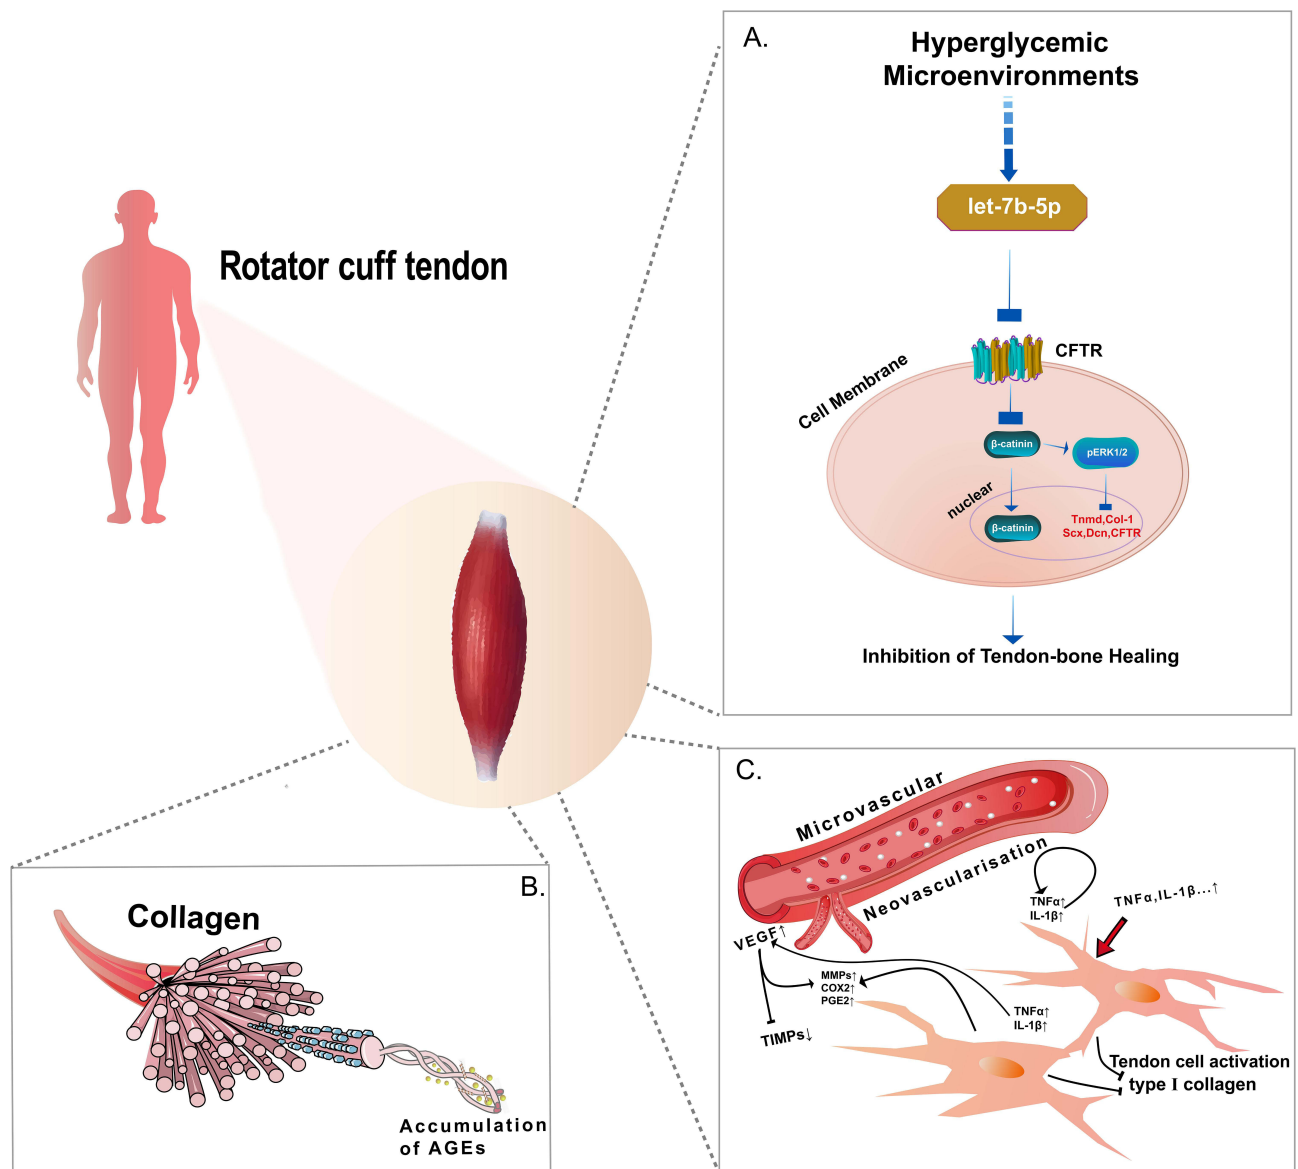 Rotator cuff tendon
A.
Hyperglycemic
Microenvironments
let-7b-5p
CFTR
Cell Membrane
β-catinin
pERK1/2
nuclear
β-catinin
Tnmd,Col-1
Scx,Dcn,CFTR
Inhibition of Tendon-bone Healing
B.
Collagen
Accumulation
of AGEs
C.
Microvascular
Neovascularisation
TNFα↑
IL-1β↑
TNFα,IL-1β...↑
VEGF↑
MMPs↑
COX2↑
PGE2↑
TIMPs↓
TNFα↑
IL-1β↑
Tendon cell activation
type I collagen